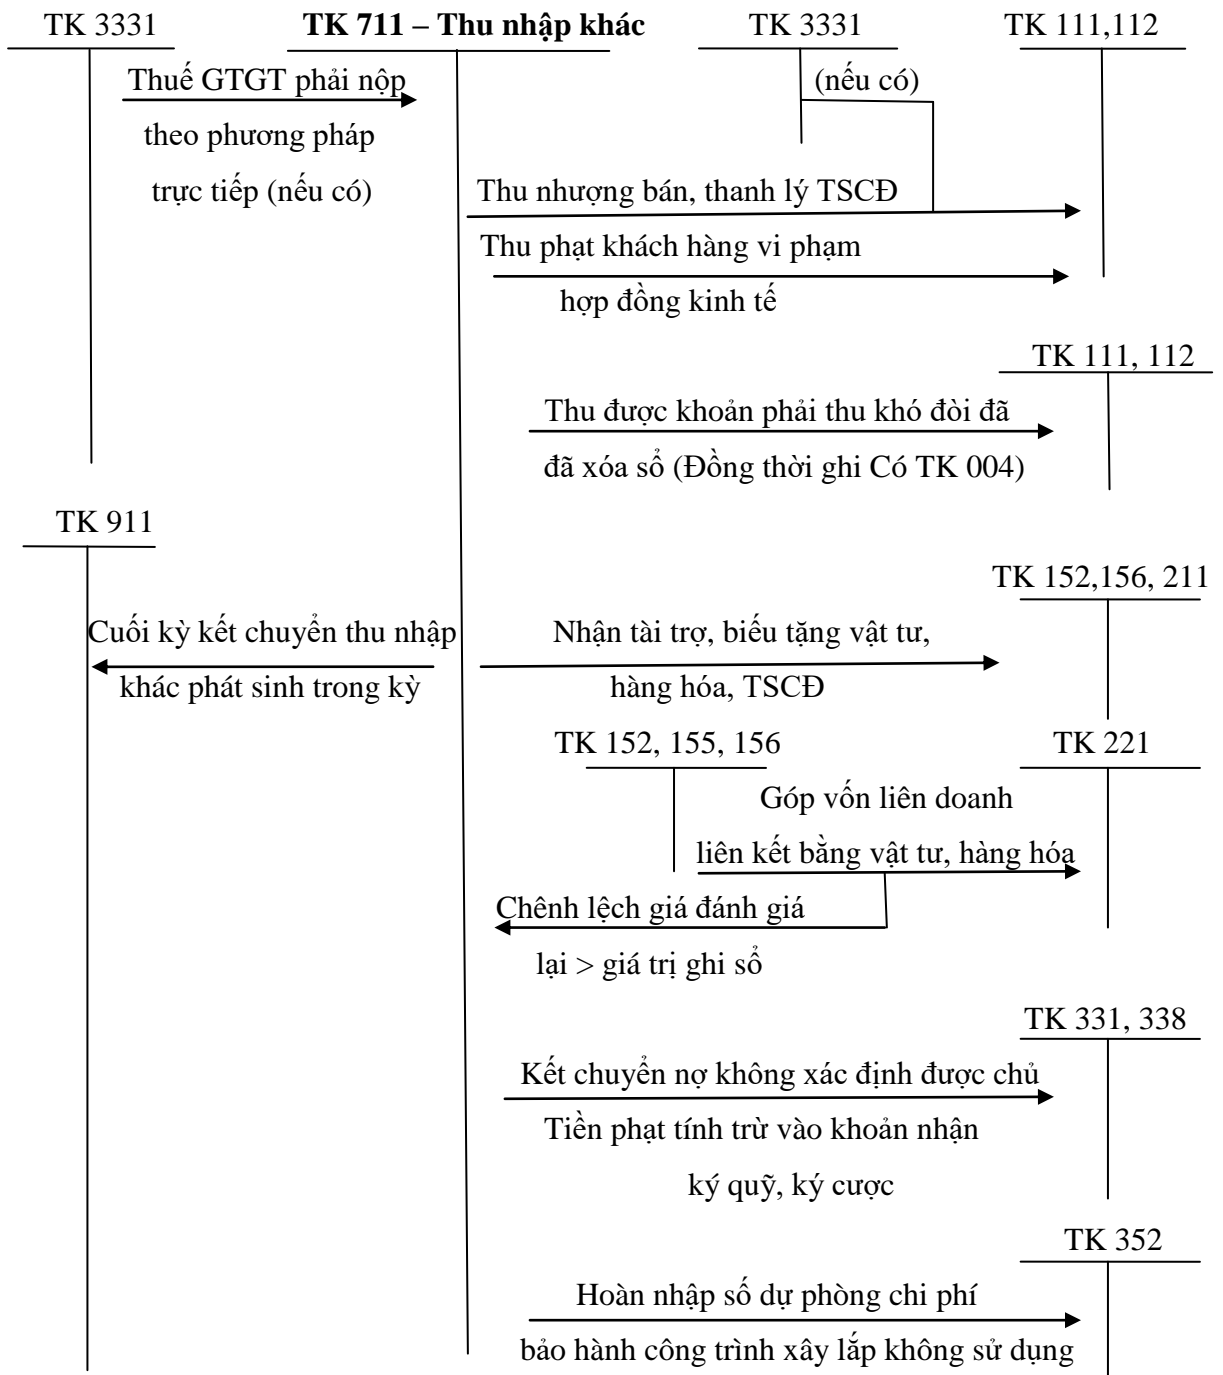 TK 3331
TK 711 – Thu nhập khác
TK 3331
TK 111,112
Thuế GTGT phải nộp
theo phương pháp
trực tiếp (nếu có)
(nếu có)
Thu nhượng bán, thanh lý TSCĐ
Thu phạt khách hàng vi phạm
hợp đồng kinh tế
TK 111, 112
Thu được khoản phải thu khó đòi đã
đã xóa sổ (Đồng thời ghi Có TK 004)
TK 911
TK 152,156, 211
Cuối kỳ kết chuyển thu nhập
khác phát sinh trong kỳ
Nhận tài trợ, biếu tặng vật tư,
hàng hóa, TSCĐ
TK 152, 155, 156
TK 221
Góp vốn liên doanh
liên kết bằng vật tư, hàng hóa
Chênh lệch giá đánh giá
lại > giá trị ghi sổ
TK 331, 338
Kết chuyển nợ không xác định được chủ
Tiền phạt tính trừ vào khoản nhận
ký quỹ, ký cược
TK 352
Hoàn nhập số dự phòng chi phí
bảo hành công trình xây lắp không sử dụng